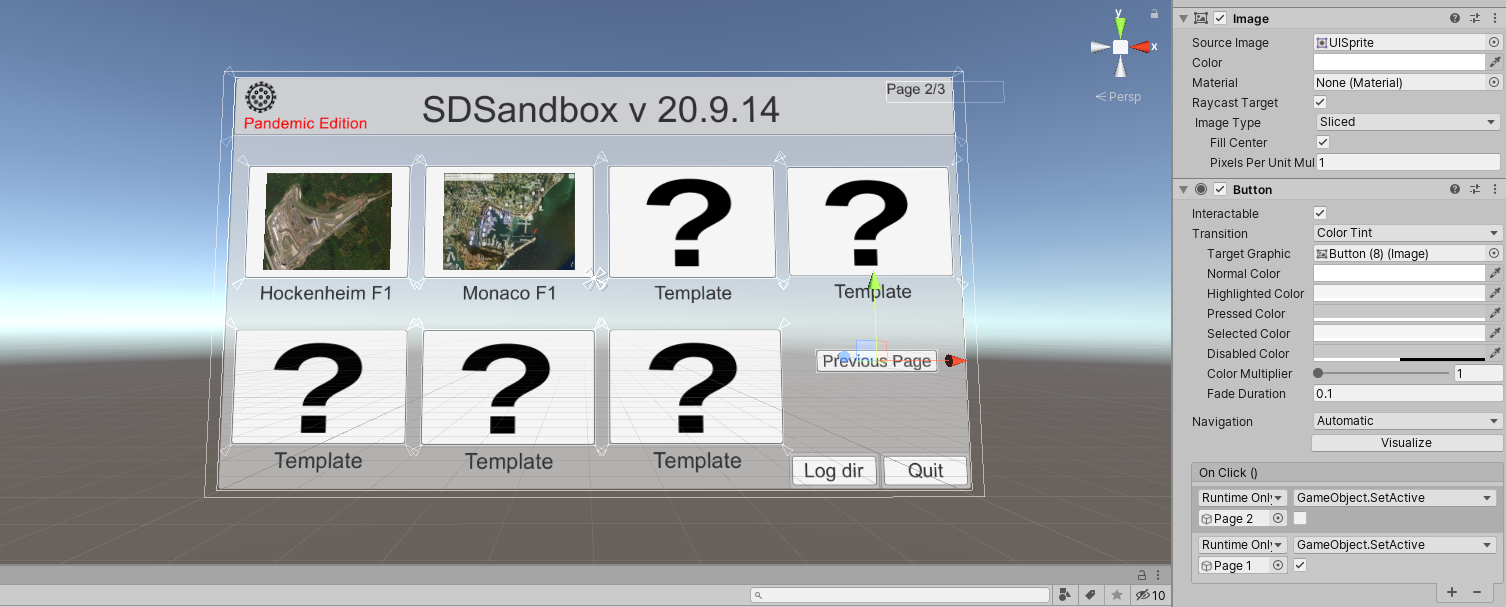 y
x
Persp
Page 2/3
SDSandbox v 20.9.14
Pandemic Edition
?
?
Hockenheim F1
Monaco F1
Template
Template
?
?
?
Previous Page
Template
Template
Template
Log dir
Quit
10
Image
Source Image
UISprite
Color
Material
None (Material)
Raycast Target
Image Type
Sliced
Fill Center
Pixels Per Unit Mul
1
Button
Interactable
Transition
Color Tint
Target Graphic
Button (8) (Image)
Normal Color
Highlighted Color
Pressed Color
Selected Color
Disabled Color
Color Multiplier
1
Fade Duration
0.1
Navigation
Automatic
Visualize
On Click ()
Runtime Only
GameObject.SetActive
Page 2
Runtime Only
GameObject.SetActive
Page 1